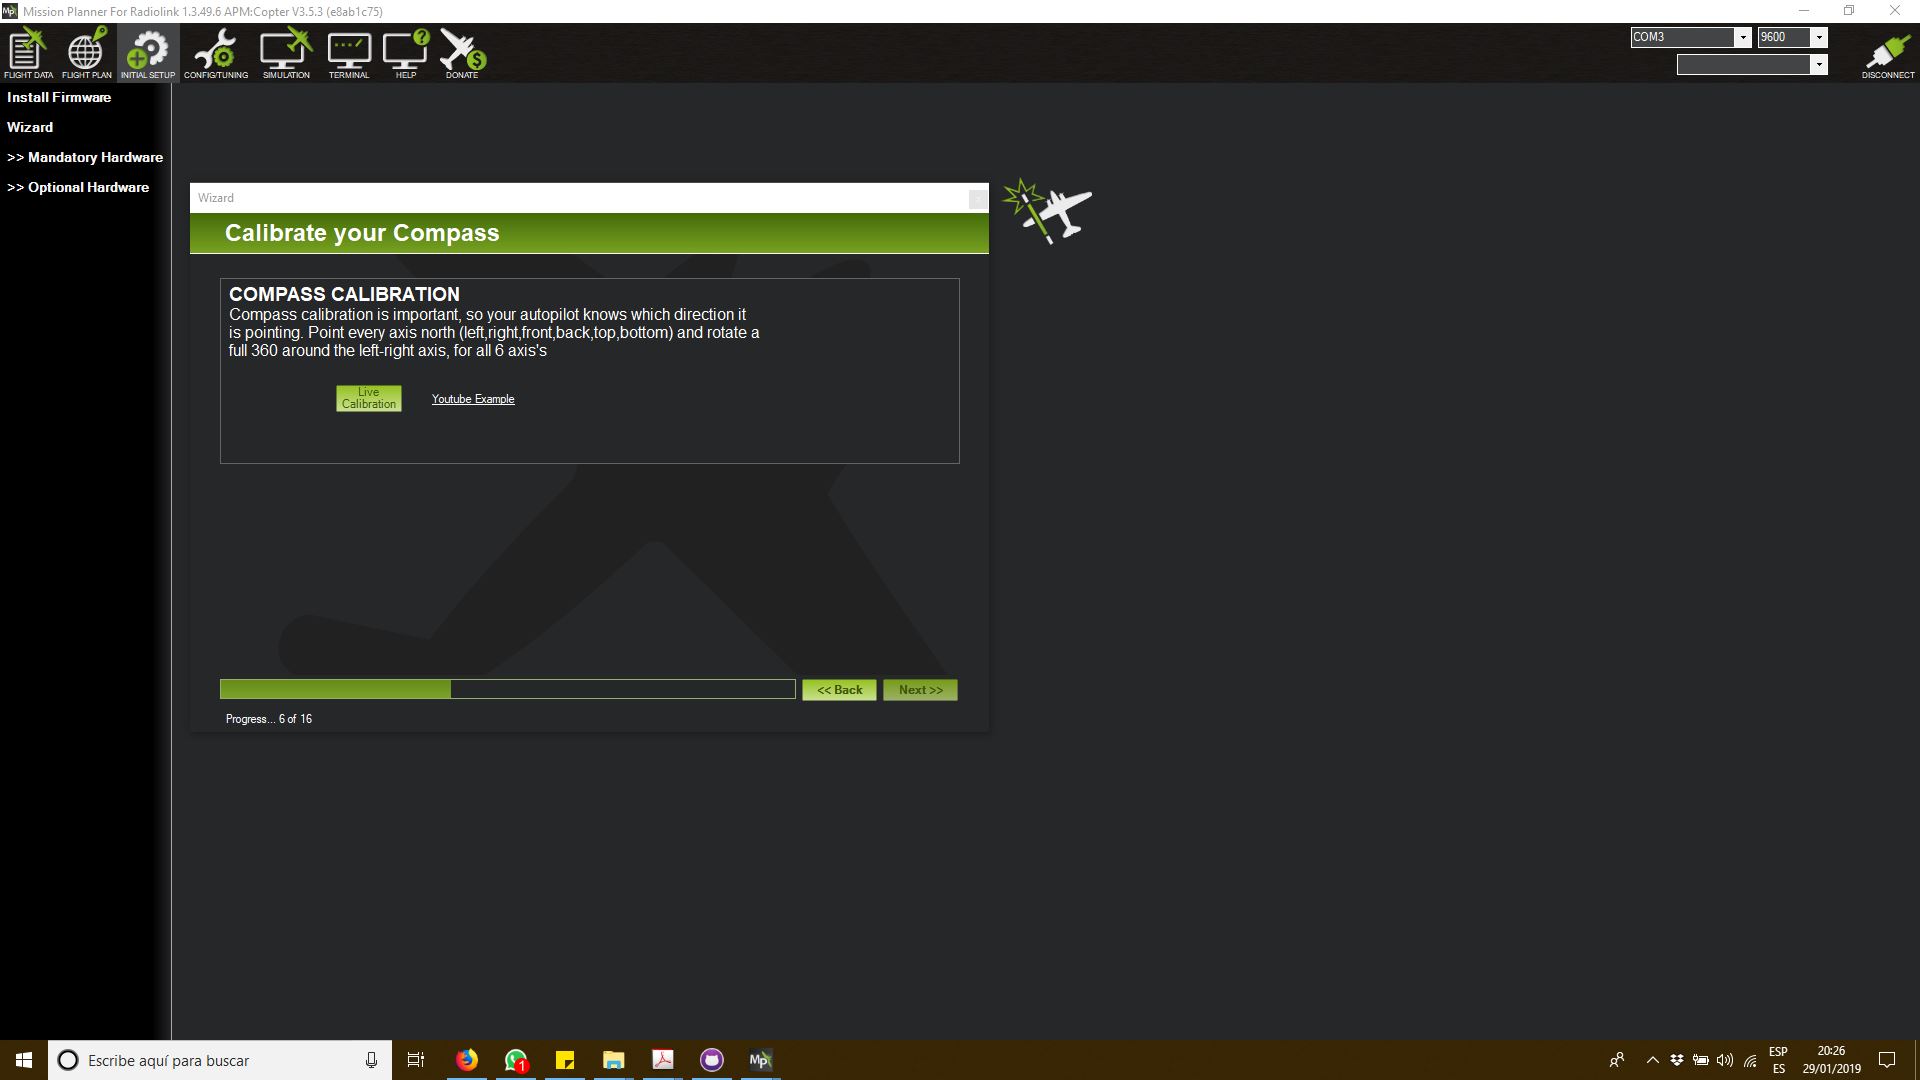 Mission Planner For Radiolink 1.3.49.6 APM:Copter V3.5.3 (e8ab1c75)
FLIGHT DATA
FLIGHT PLAN
INITIAL SETUP
CONFIG/TUNING
SIMULATION
TERMINAL
HELP
DONATE
COM3
9600
DISCONNECT
Install Firmware
Wizard
>> Mandatory Hardware
>> Optional Hardware
Wizard
Calibrate your Compass
COMPASS CALIBRATION
Compass calibration is important, so your autopilot knows which direction it
is pointing. Point every axis north (left,right,front,back,top,bottom) and rotate a
full 360 around the left-right axis, for all 6 axis's
Live
Calibration
Youtube Example
<< Back
Next >>
Progress... 6 of 16
Escribe aquí para buscar
1
Mp
ESP
ES
20:26
29/01/2019